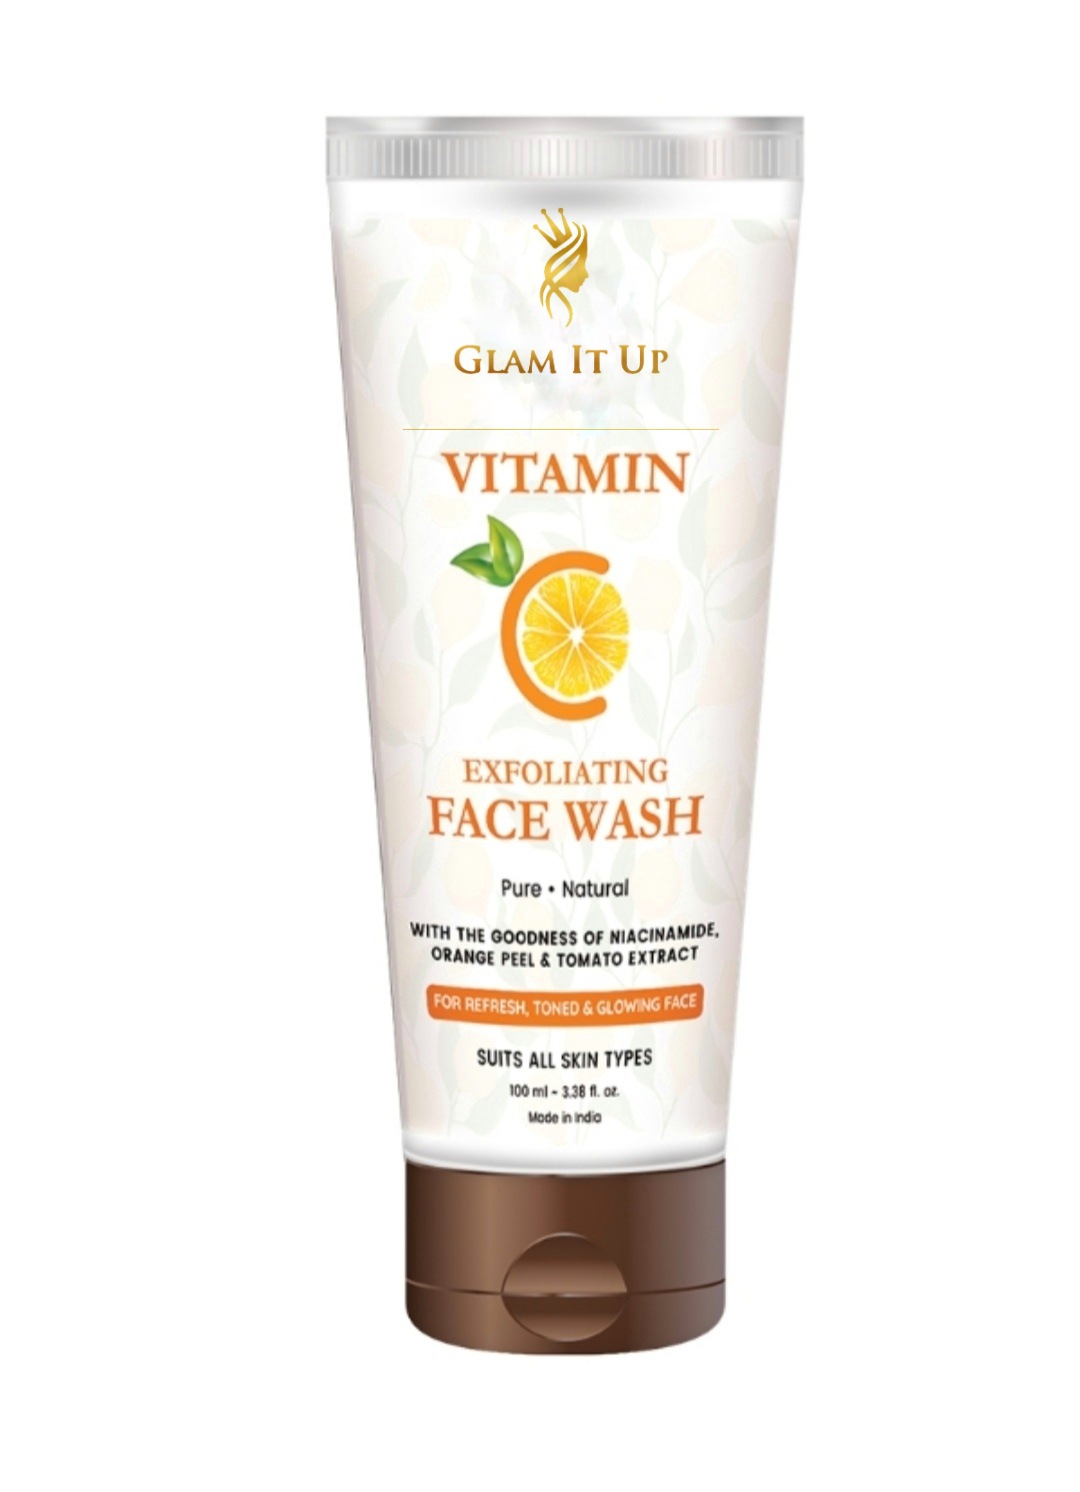 GLAM IT UP
VITAMIN
C
EXFOLIATING
FACE WASH
Pure • Natural
WITH THE GOODNESS OF NIACINAMIDE,
ORANGE PEEL & TOMATO EXTRACT
FOR REFRESH, TONED & GLOWING FACE
SUITS ALL SKIN TYPES
100 ml ~ 3.38 fl. oz.
Made in India